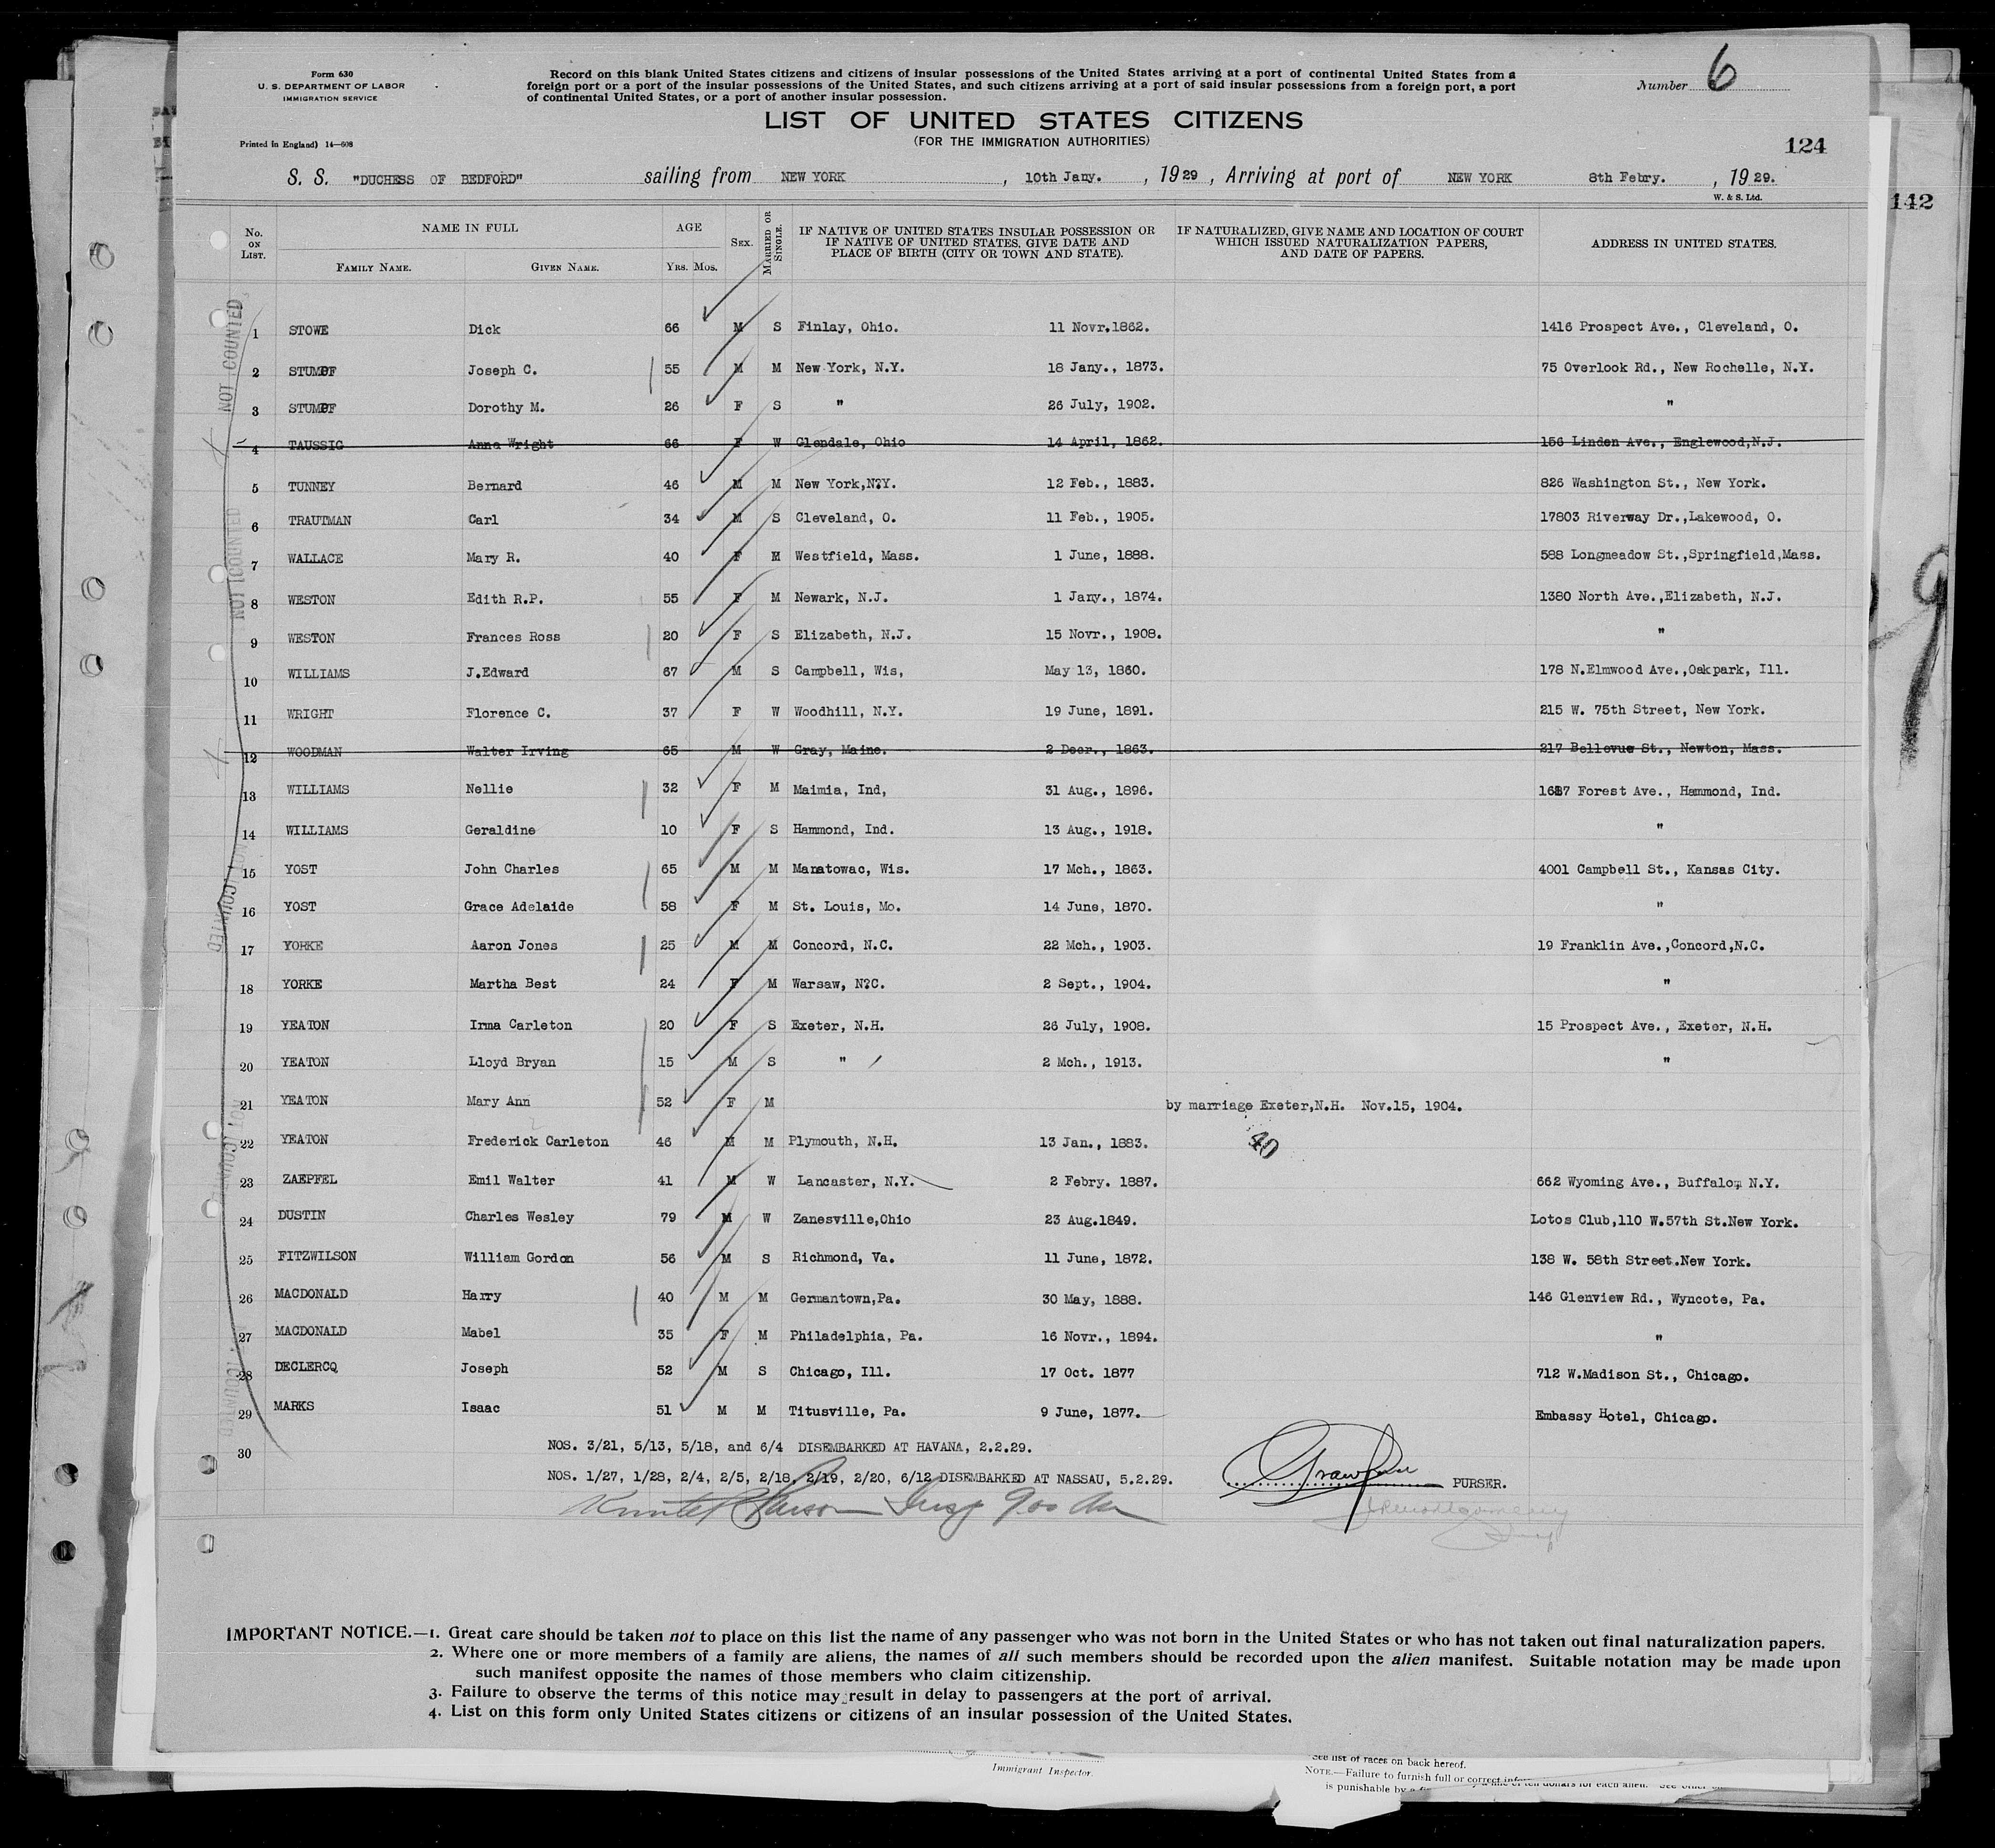 Form 630
U. S. DEPARTMENT OF LABOR
IMMIGRATION SERVICE
Printed in England) 14—608
Record on this blank United States citizens and citizens of insular possessions of the United States arriving at a port of continental United States from a
foreign port or a port of the insular possessions of the United States, and such citizens arriving at a port of said insular possessions from a foreign port, a port
of continental United States, or a port of another insular possession.
Number 6
LIST OF UNITED STATES CITIZENS
(FOR THE IMMIGRATION AUTHORITIES)
124
142
S. S. "DUCHESS OF BEDFORD" sailing from NEW YORK, 10th Jany., 1929, Arriving at port of NEW YORK 8th Febry., 1929.
W. & S. Ltd.
No. ON LIST. NAME IN FULL FAMILY NAME. GIVEN NAME. AGE YRS. MOS. SEX. MARRIED OR SINGLE. IF NATIVE OF UNITED STATES INSULAR POSSESSION OR IF NATIVE OF UNITED STATES, GIVE DATE AND PLACE OF BIRTH (CITY OR TOWN AND STATE). IF NATURALIZED, GIVE NAME AND LOCATION OF COURT WHICH ISSUED NATURALIZATION PAPERS, AND DATE OF PAPERS. ADDRESS IN UNITED STATES.
NOT COUNTED
1 STOWE Dick 66 M S Finlay, Ohio. 11 Novr.1862. 1416 Prospect Ave., Cleveland, O.
2 STUMPF Joseph C. 55 M M New York, N.Y. 18 Jany., 1873. 75 Overlook Rd., New Rochelle, N.Y.
3 STUMPF Dorothy M. 26 F S " 26 July, 1902. "
4 TAUSSIG Anna Wright 66 F W Glendale, Ohio 14 April, 1862. 156 Linden Ave., Englewood,N.J.
5 TUNNEY Bernard 46 M M New York,N?Y. 12 Feb., 1883. 826 Washington St., New York.
6 TRAUTMAN Carl 34 M S Cleveland, O. 11 Feb., 1905. 17803 Riverway Dr.,Lakewood, O.
NOT COUNTED
7 WALLACE Mary R. 40 F M Westfield, Mass. 1 June, 1888. 588 Longmeadow St.,Springfield,Mass.
8 WESTON Edith R.P. 55 F M Newark, N.J. 1 Jany., 1874. 1380 North Ave.,Elizabeth, N.J.
9 WESTON Frances Ross 20 F S Elizabeth, N.J. 15 Novr., 1908. "
10 WILLIAMS J.Edward 67 M S Campbell, Wis, May 13, 1860. 178 N.Elmwood Ave.,Oakpark, Ill.
11 WRIGHT Florence C. 37 F W Woodhill, N.Y. 19 June, 1891. 215 W. 75th Street, New York.
12 WOODMAN Walter Irving 65 M W Gray, Maine. 2 Decr., 1863. 217 Bellevue St., Newton, Mass.
13 WILLIAMS Nellie 32 F M Maimia, Ind, 31 Aug., 1896. Forest Ave., Hammond, Ind.
14 WILLIAMS Geraldine 10 F S Hammond, Ind. 13 Aug., 1918. "
15 YOST John Charles 65 M M Manatowac, Wis. 17 Mch., 1863. 4001 Campbell St., Kansas City.
16 YOST Grace Adelaide 58 F M St. Louis, Mo. 14 June, 1870. "
17 YORKE Aaron Jones 25 M M Concord, N.C. 22 Mch., 1903. 19 Franklin Ave.,Concord,N.C.
18 YORKE Martha Best 24 F M Warsaw, N?C. 2 Sept., 1904. "
19 YEATON Irma Carleton 20 F S Exeter, N.H. 26 July, 1908. 15 Prospect Ave., Exeter, N.H.
20 YEATON Lloyd Bryan 15 M S " 2 Mch., 1913. "
21 YEATON Mary Ann 52 F M by marriage Exeter,N.H. Nov.15, 1904.
22 YEATON Frederick Carleton 46 M M Plymouth, N.H. 13 Jan., 1883. 40
23 ZAEPFEL Emil Walter 41 M W Lancaster, N.Y. 2 Febry. 1887. 662 Wyoming Ave., Buffalo, N.Y.
24 DUSTIN Charles Wesley 79 M W Zanesville,Ohio 23 Aug.1849. Lotos Club,110 W.57th St.New York.
25 FITZWILSON William Gordon 56 M S Richmond, Va. 11 June, 1872. 138 W. 58th Street.New York.
26 MACDONALD Harry 40 M M Germantown,Pa. 30 May, 1888. 146 Glenview Rd., Wyncote, Pa.
27 MACDONALD Mabel 35 F M Philadelphia, Pa. 16 Novr., 1894. "
28 DECLERCQ Joseph 52 M S Chicago, Ill. 17 Oct. 1877 712 W.Madison St., Chicago.
29 MARKS Isaac 51 M M Titusville, Pa. 9 June, 1877. Embassy Hotel, Chicago.
30 NOS. 3/21, 5/13, 5/18, and 6/4 DISEMBARKED AT HAVANA, 2.2.29.
NOS. 1/27, 1/28, 2/4, 2/5, 2/18, 2/19, 2/20, 6/12 DISEMBARKED AT NASSAU, 5.2.29.
PURSER.
IMPORTANT NOTICE.—1. Great care should be taken not to place on this list the name of any passenger who was not born in the United States or who has not taken out final naturalization papers.
2. Where one or more members of a family are aliens, the names of all such members should be recorded upon the alien manifest. Suitable notation may be made upon
such manifest opposite the names of those members who claim citizenship.
3. Failure to observe the terms of this notice may result in delay to passengers at the port of arrival.
4. List on this form only United States citizens or citizens of an insular possession of the United States.
Immigrant Inspector.
See list of races on back hereof.
NOTE.—Failure to furnish full or correct
is punishable by